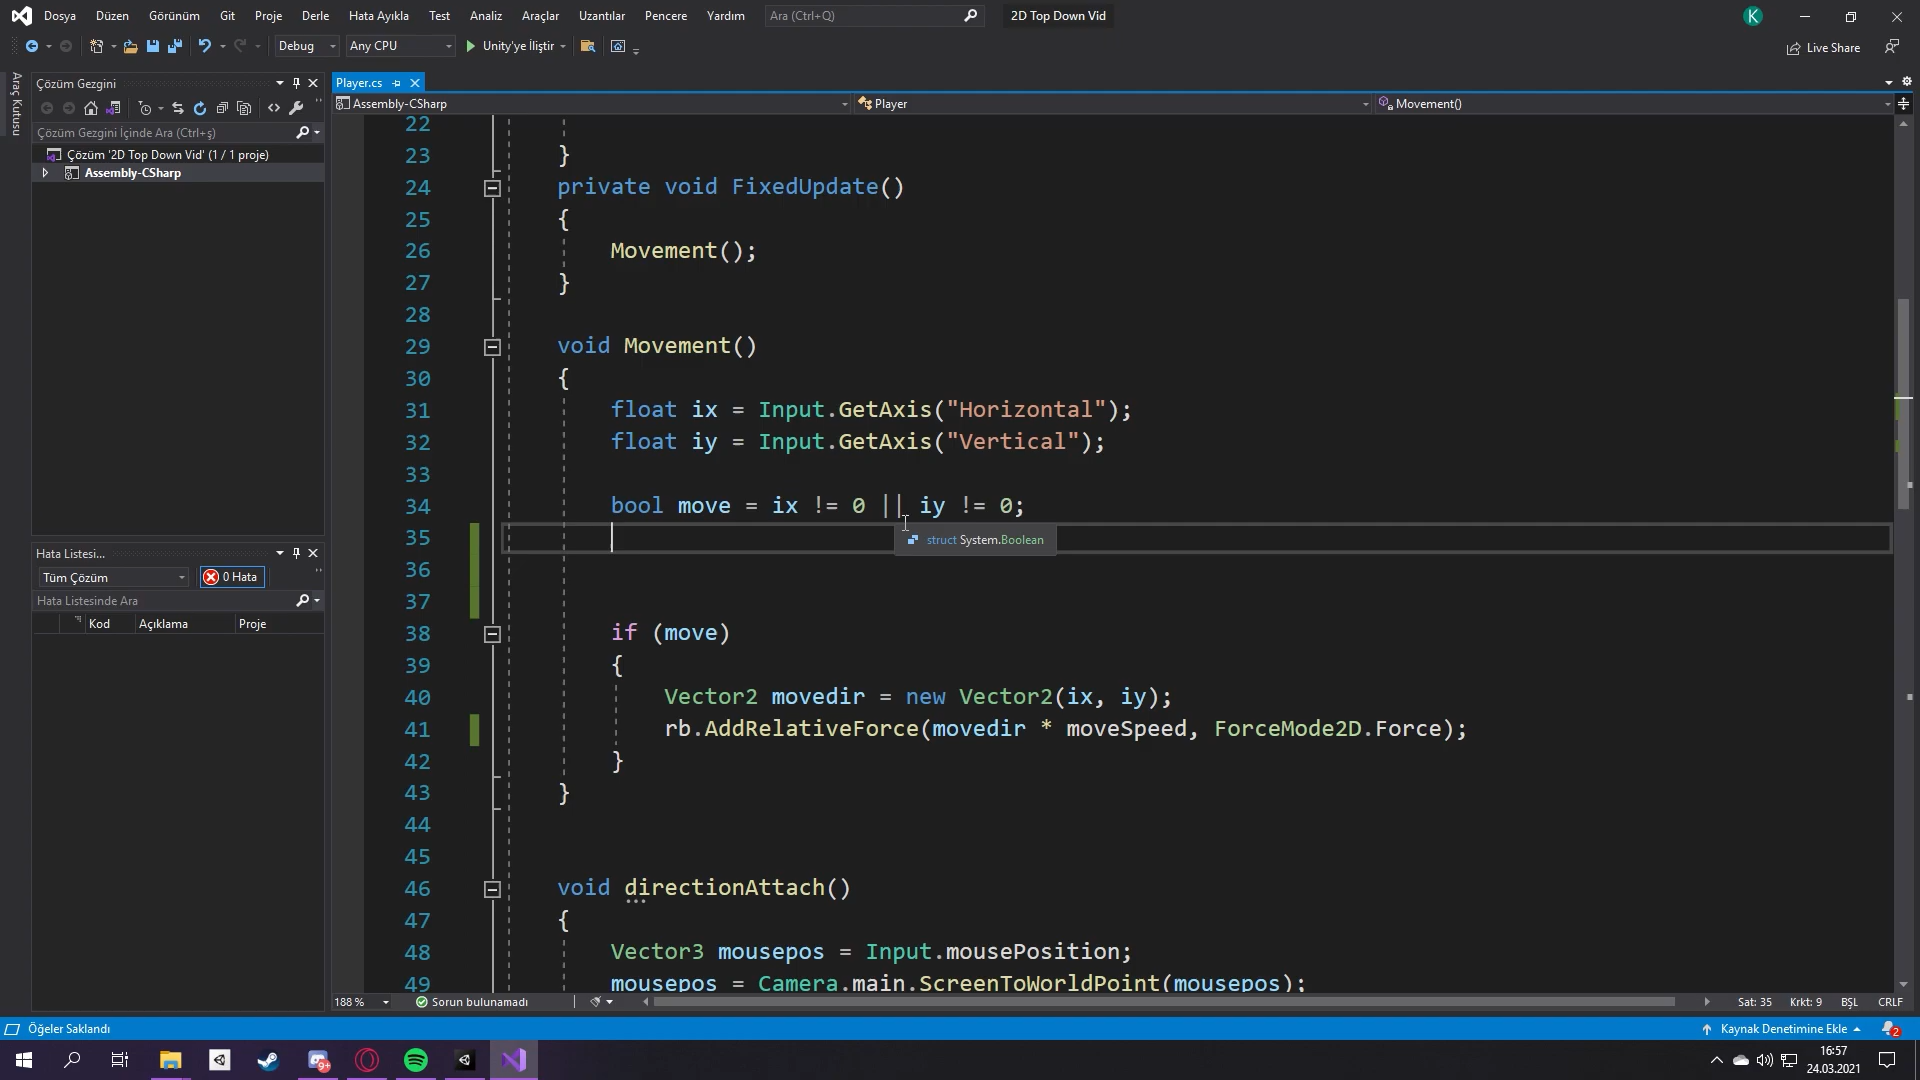 Dosya Düzen Görünüm Git Proje Derle Hata Ayıkla Test Analiz Araçlar Uzantılar Pencere Yardım Ara (Ctrl+Q) 2D Top Down Vid K
Debug Any CPU Unity'ye İliştir Live Share
Araç Kutusu
Çözüm Gezgini
Çözüm Gezgini İçinde Ara (Ctrl+ş)
Çözüm '2D Top Down Vid' (1 / 1 proje)
Assembly-CSharp
Hata Listesi...
Tüm Çözüm 0 Hata
Hata Listesinde Ara
Kod Açıklama Proje
Player.cs
Assembly-CSharp Player Movement()
22
23 }
24 private void FixedUpdate()
25 {
26 Movement();
27 }
28
29 void Movement()
30 {
31 float ix = Input.GetAxis("Horizontal");
32 float iy = Input.GetAxis("Vertical");
33
34 bool move = ix != 0 || iy != 0;
35
struct System.Boolean
36
37
38 if (move)
39 {
40 Vector2 movedir = new Vector2(ix, iy);
41 rb.AddRelativeForce(movedir * moveSpeed, ForceMode2D.Force);
42 }
43 }
44
45
46 void directionAttach()
47 {
48 Vector3 mousepos = Input.mousePosition;
49 mousepos = Camera.main.ScreenToWorldPoint(mousepos);
188 % Sorun bulunamadı Sat: 35 Krkt: 9 BŞL CRLF
Öğeler Saklandı Kaynak Denetimine Ekle 2
9+
16:57
24.03.2021